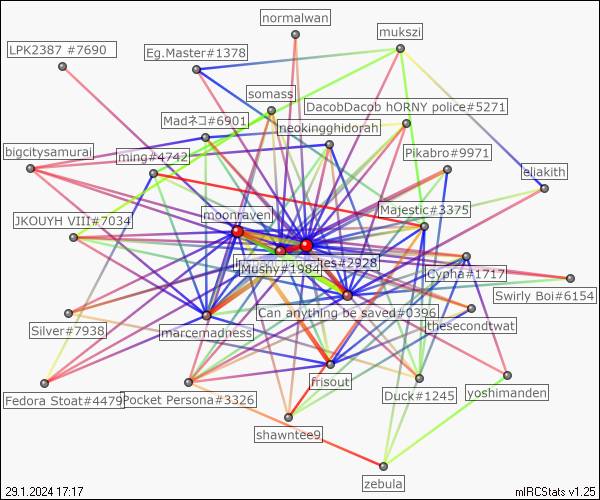 normalwan
mukszi
LPK2387 #7690
Eg.Master#1378
somass
DacobDacob hORNY police#5271
Madネコ#6901
neokingghidorah
bigcitysamurai
ming#4742
Pikabro#9971
eliakith
moonraven
Majestic#3375
JKOUYH VIII#7034
es#2928
Mushy#1984
Cypha#1717
Swirly Boi#6154
Can anything be saved#0396
Silver#7938
marcemadness
thesecondtwat
frisout
Fedora Stoat#4479
Pocket Persona#3326
Duck#1245
yoshimanden
shawntee9
zebula
29.1.2024 17:17
mIRCStats v1.25